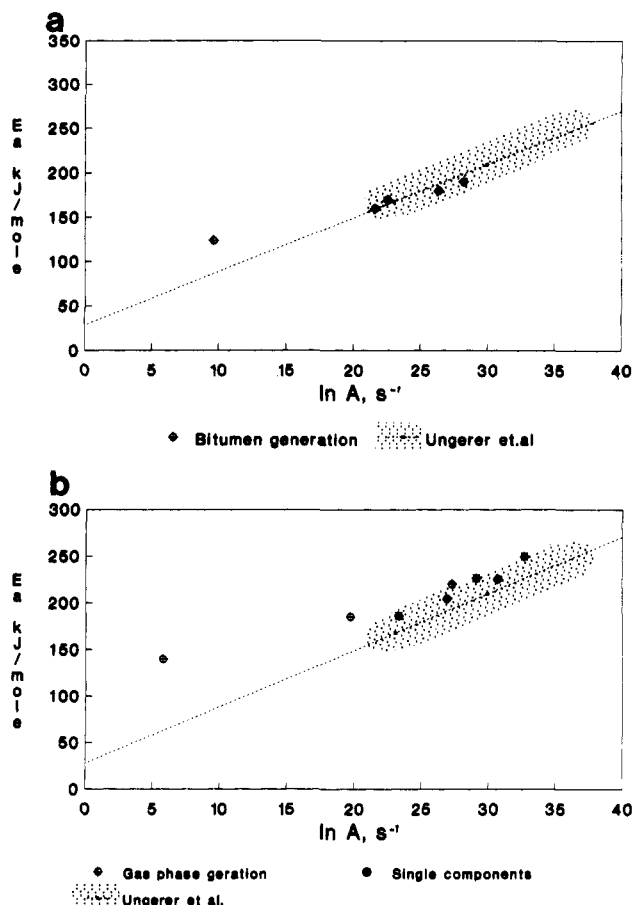 a
350
300
250
200
150
100
50
0
Ea kJ/mole
0 5 10 15 20 25 30 35 40
ln A, s⁻¹
Bitumen generation Ungerer et.al
b
300
250
200
150
100
50
0
Ea kJ/mole
0 5 10 15 20 25 30 35 40
ln A, s⁻¹
Gas phase geration Single components
Ungerer et al.